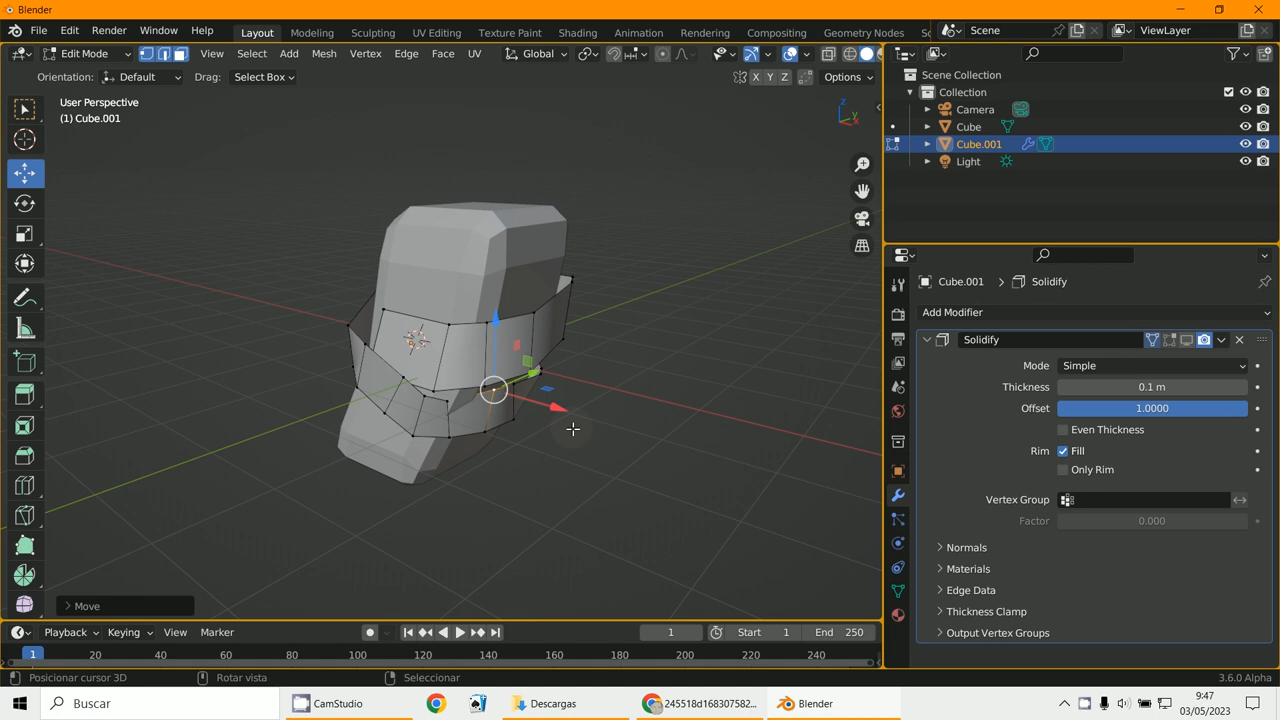 Blender
File Edit Render Window Help Layout Modeling Sculpting UV Editing Texture Paint Shading Animation Rendering Compositing Geometry Nodes Scene ViewLayer
Edit Mode View Select Add Mesh Vertex Edge Face UV Global
Orientation: Default Drag: Select Box X Y Z Options
User Perspective
(1) Cube.001
Z
Y
Move
Scene Collection
Collection
Camera
Cube
Cube.001
Light
Cube.001 Solidify
Add Modifier
Solidify
Mode Simple
Thickness 0.1 m
Offset 1.0000
Even Thickness
Rim Fill
Only Rim
Vertex Group
Factor 0.000
Normals
Materials
Edge Data
Thickness Clamp
Output Vertex Groups
Playback Keying View Marker 1 Start 1 End 250
1 20 40 60 80 100 120 140 160 180 200 220 240
Posicionar cursor 3D Rotar vista Seleccionar 3.6.0 Alpha
Buscar CamStudio Descargas 245518d168307582... Blender
9:47
03/05/2023